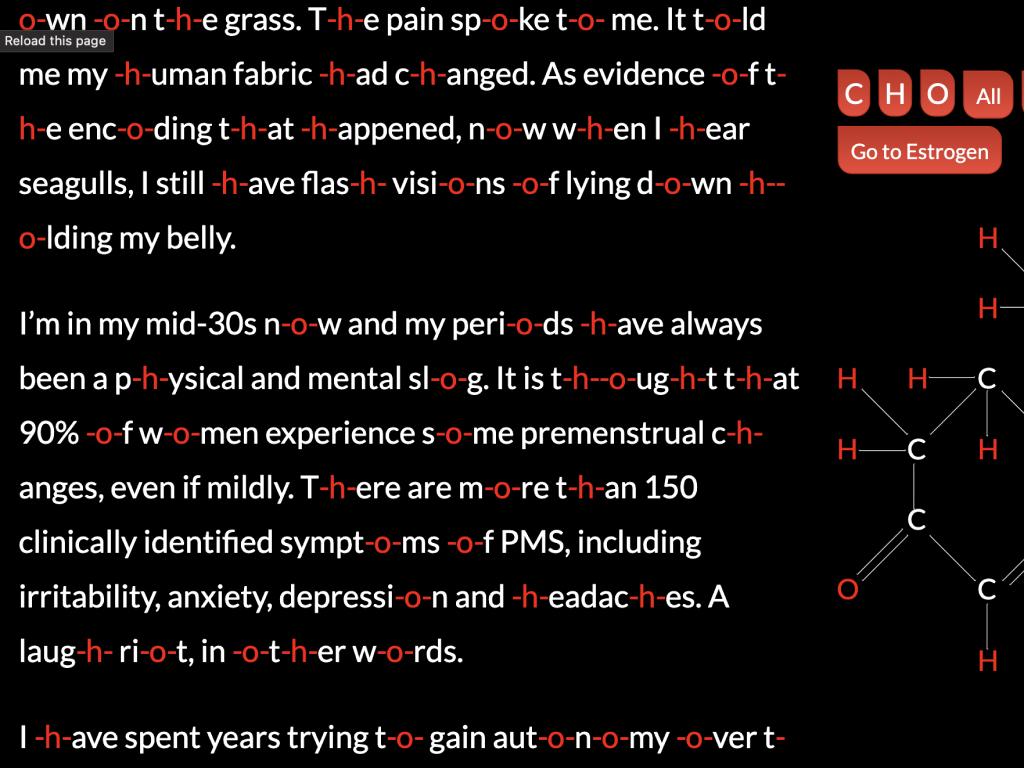 o-wn -o-n t-h-e grass. T-h-e pain sp-o-ke t-o- me. It t-o-ld
Reload this page
me my -h-uman fabric -h-ad c-h-anged. As evidence -o-f t-
h-e enc-o-ding t-h-at -h-appened, n-o-w w-h-en I -h-ear
seagulls, I still -h-ave flas-h- visi-o-ns -o-f lying d-o-wn -h--
o-lding my belly.
I’m in my mid-30s n-o-w and my peri-o-ds -h-ave always
been a p-h-ysical and mental sl-o-g. It is t-h--o-ug-h-t t-h-at
90% -o-f w-o-men experience s-o-me premenstrual c-h-
anges, even if mildly. T-h-ere are m-o-re t-h-an 150
clinically identified sympt-o-ms -o-f PMS, including
irritability, anxiety, depressi-o-n and -h-eadac-h-es. A
laug-h- ri-o-t, in -o-t-h-er w-o-rds.
I -h-ave spent years trying t-o- gain aut-o-n-o-my -o-ver t-
C H O All
Go to Estrogen
H
H
H H C
H C H
C
O C
H